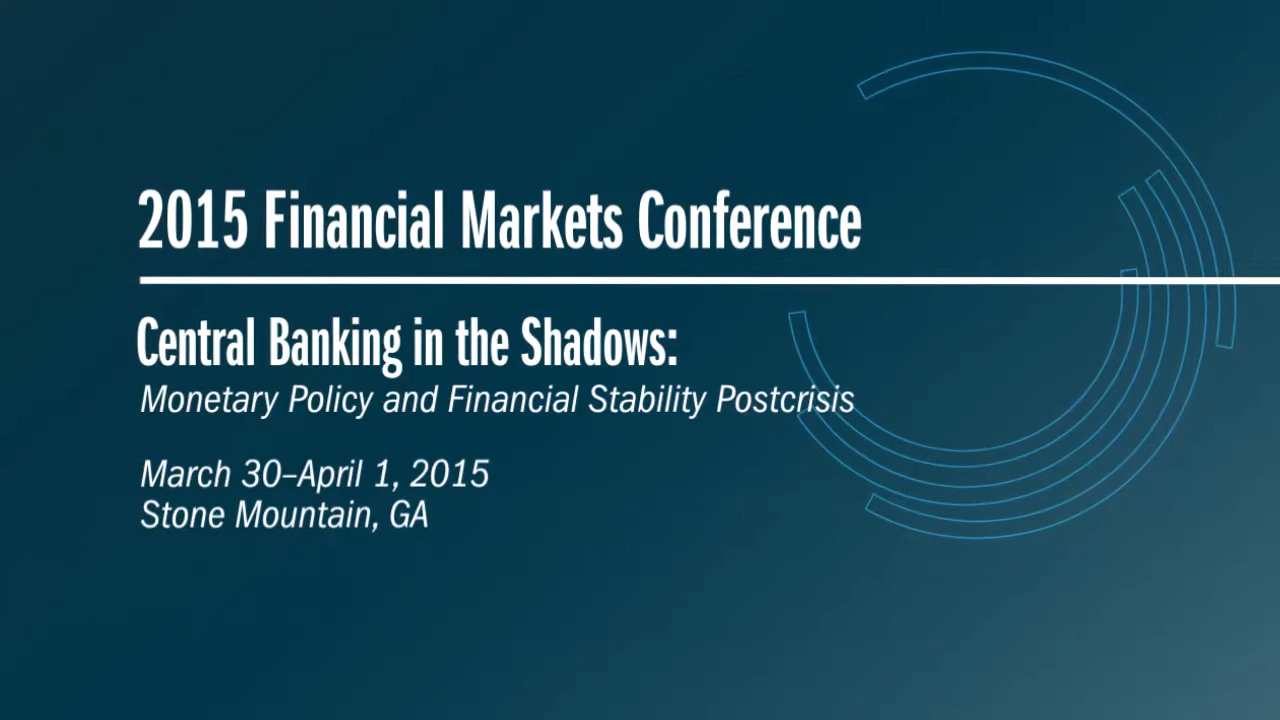 2015 Financial Markets Conference
Central Banking in the Shadows:
Monetary Policy and Financial Stability Postcrisis
March 30–April 1, 2015
Stone Mountain, GA